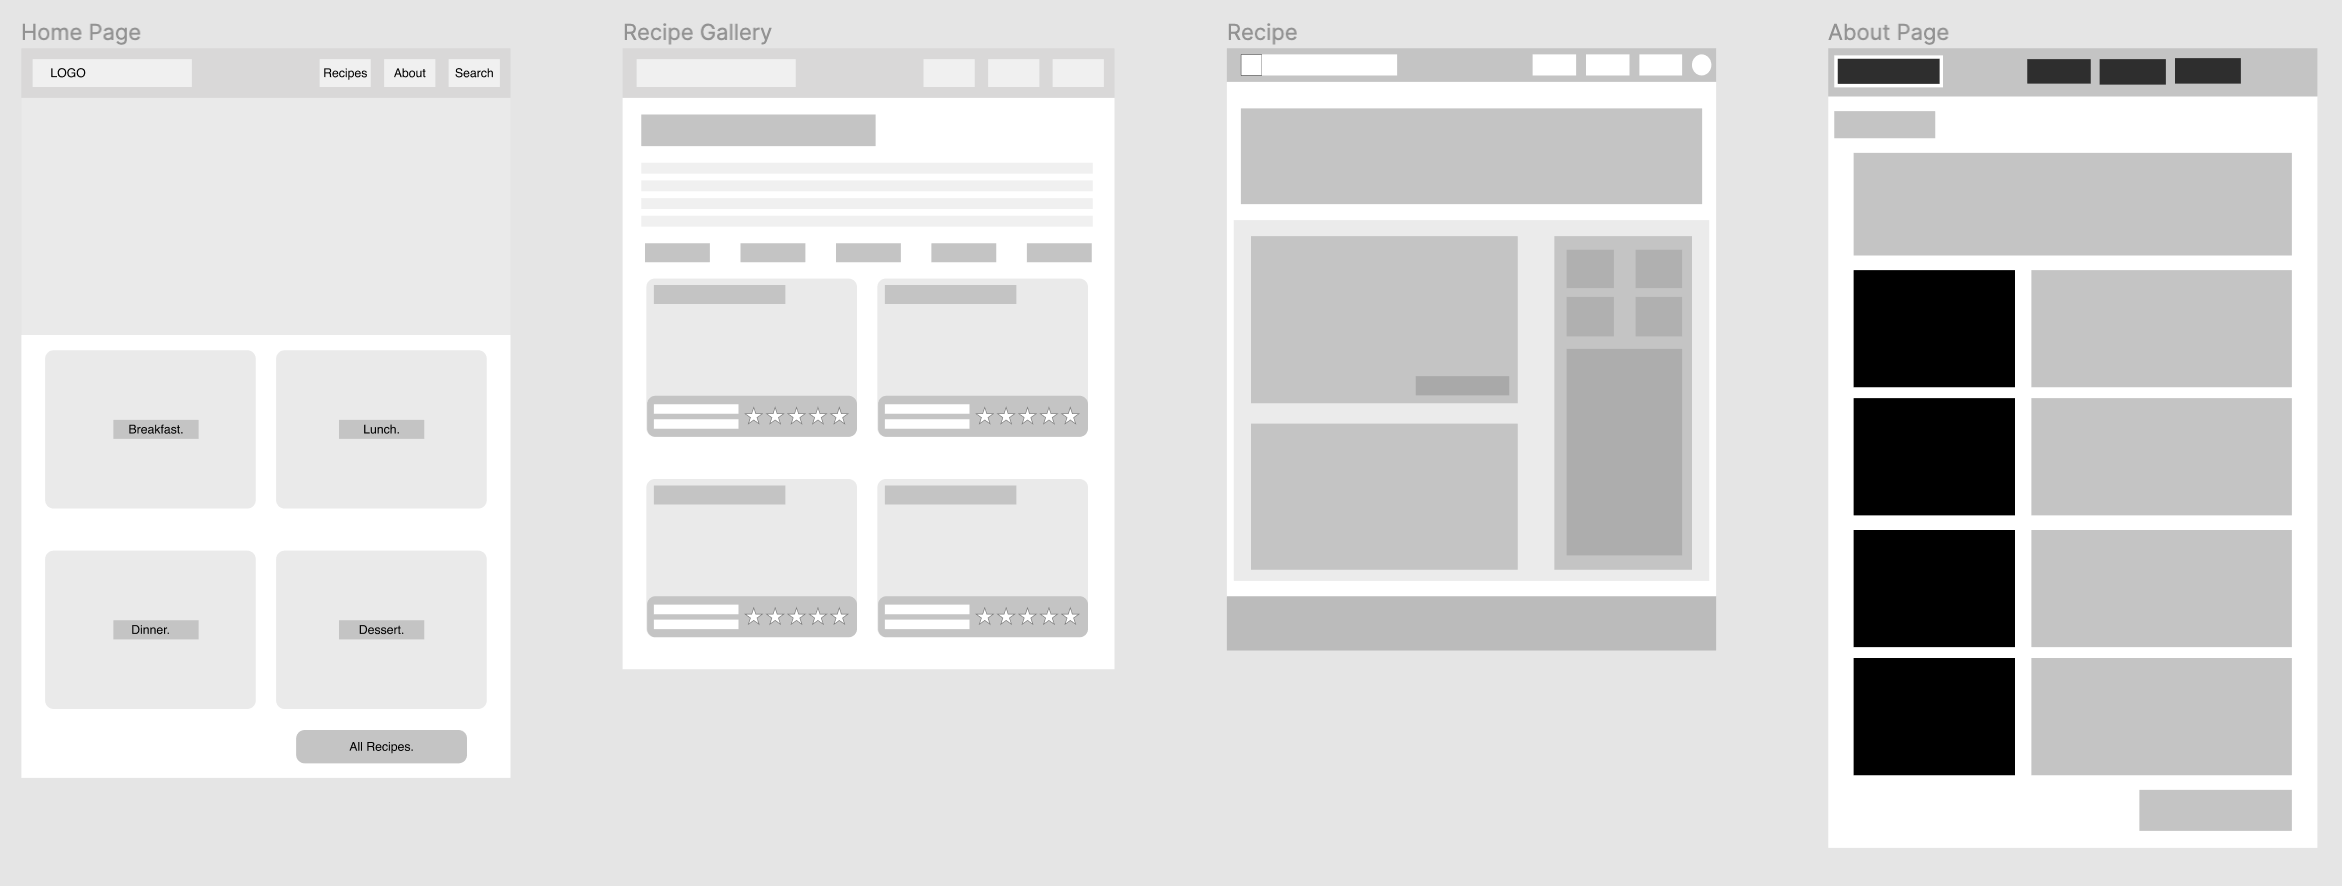 Home Page
LOGO
Recipes
About
Search
Breakfast.
Lunch.
Dinner.
Dessert.
All Recipes.
Recipe Gallery
Recipe
About Page